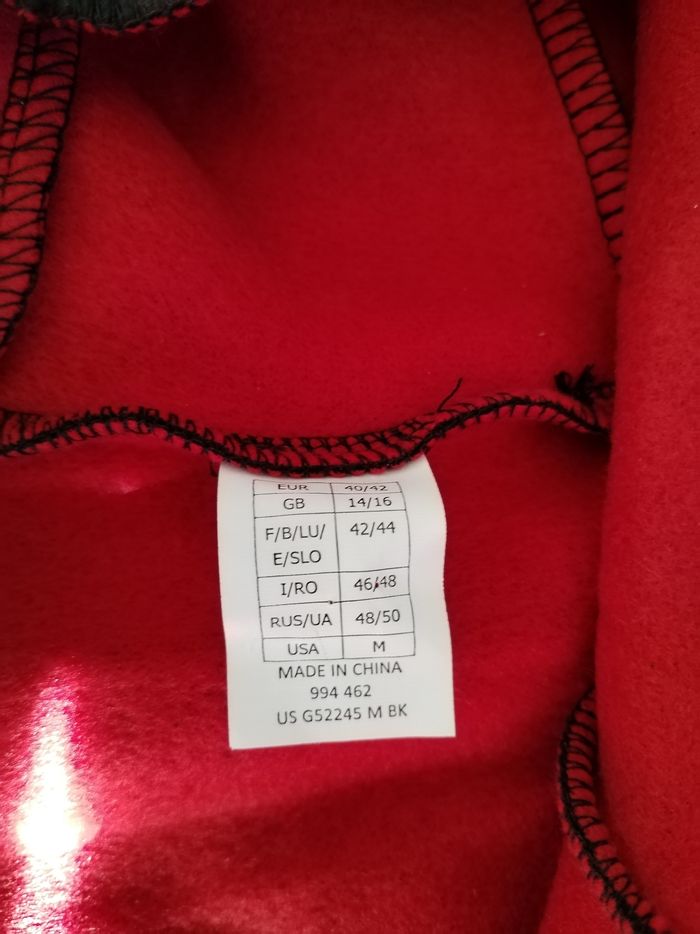 EUR 40/42
GB 14/16
F/B/LU/ 42/44
E/SLO
I/RO 46/48
RUS/UA 48/50
USA M
MADE IN CHINA
994 462
US G52245 M BK